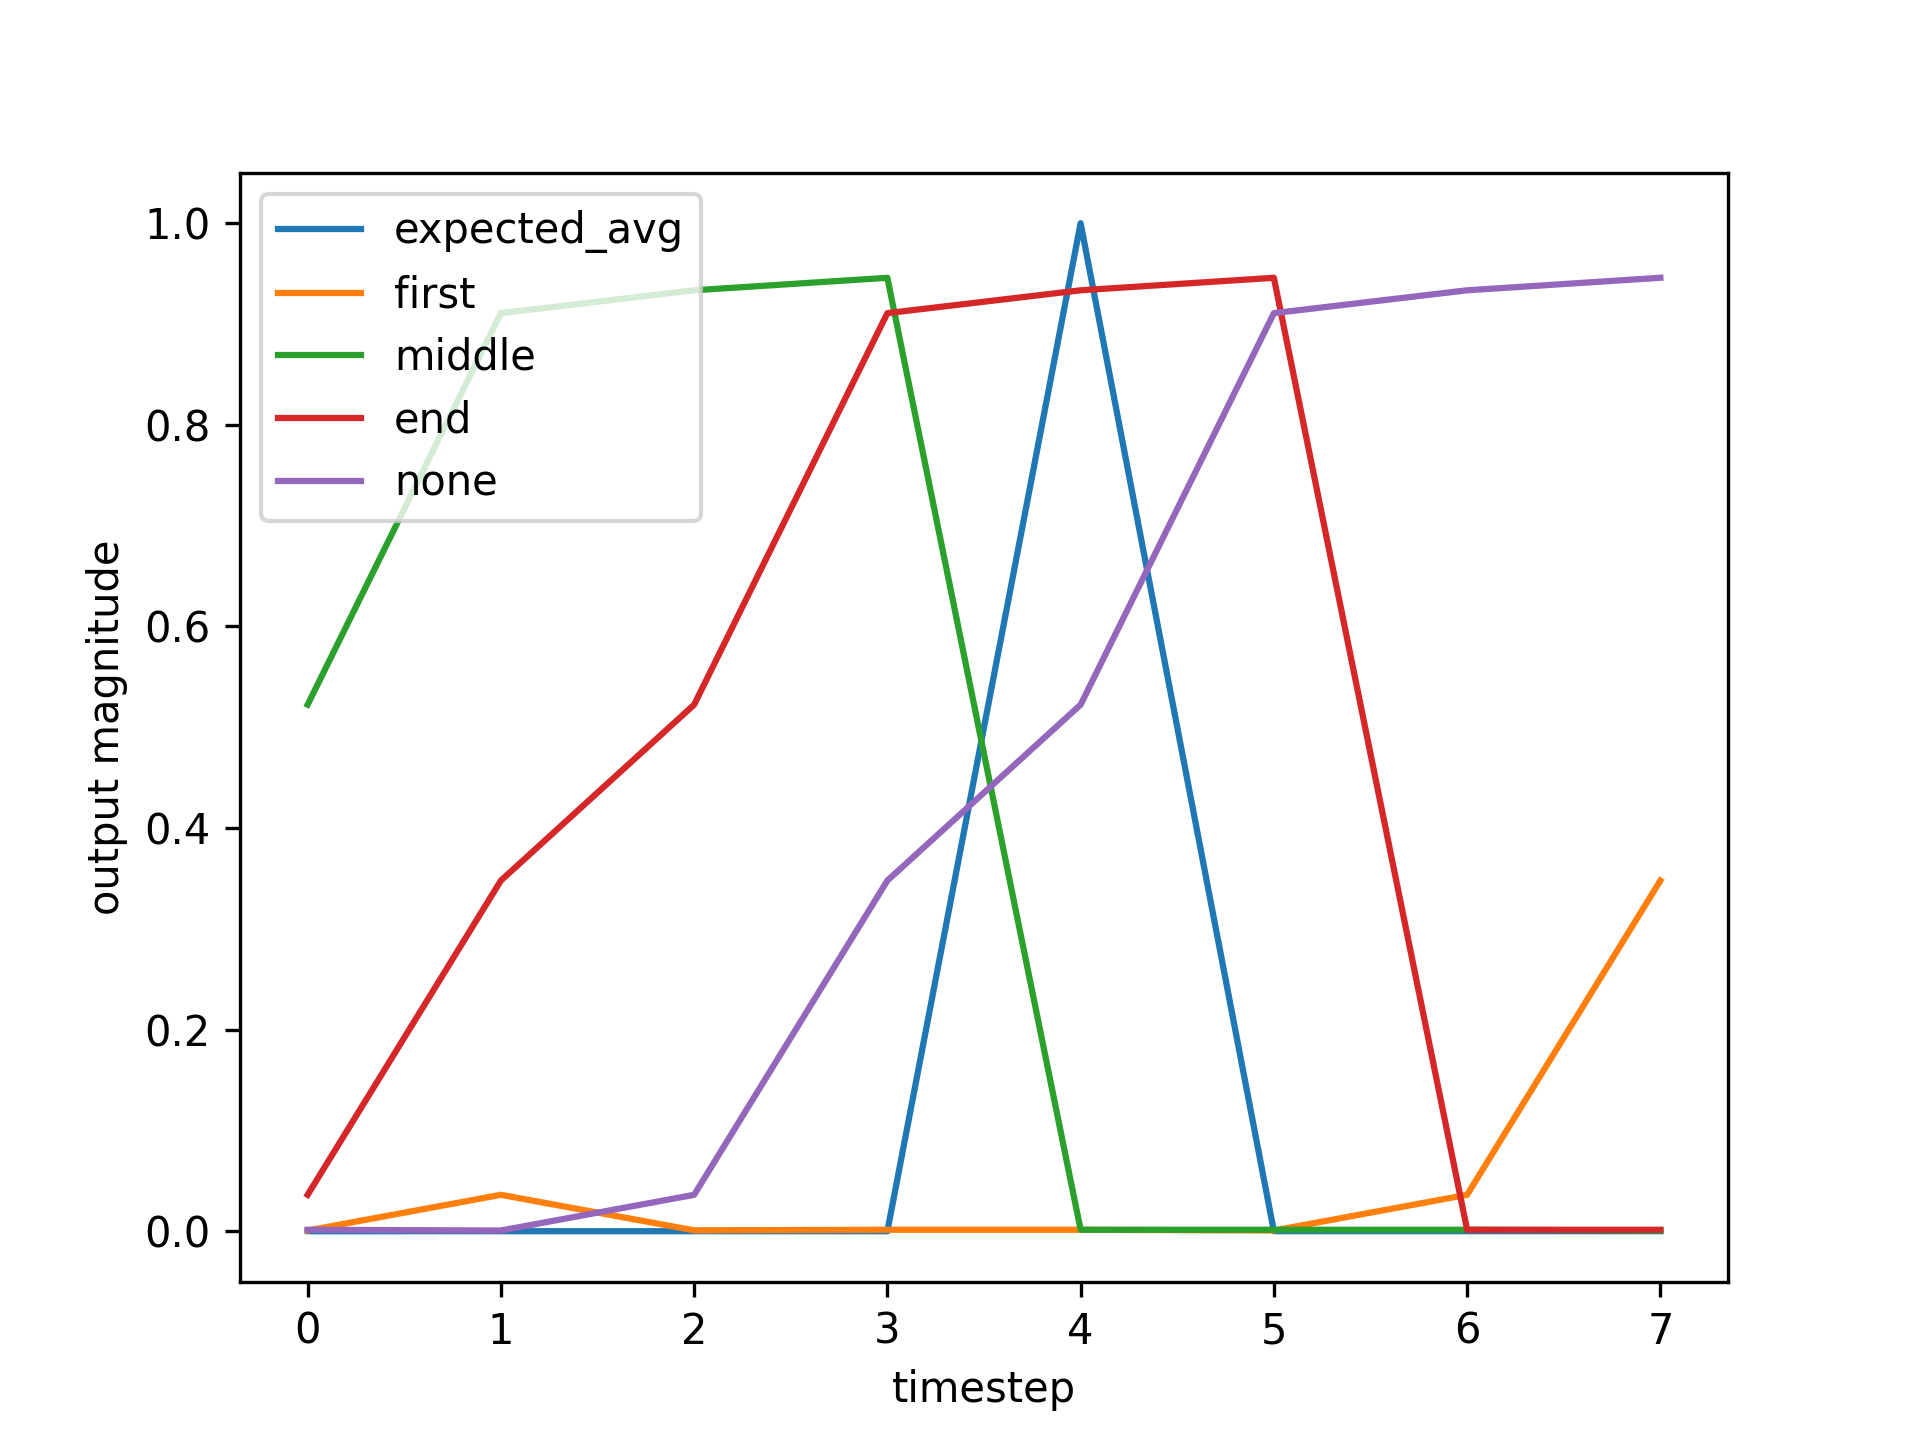 expected_avg
first
middle
end
none
1.0
0.8
0.6
0.4
0.2
0.0
output magnitude
0 1 2 3 4 5 6 7
timestep